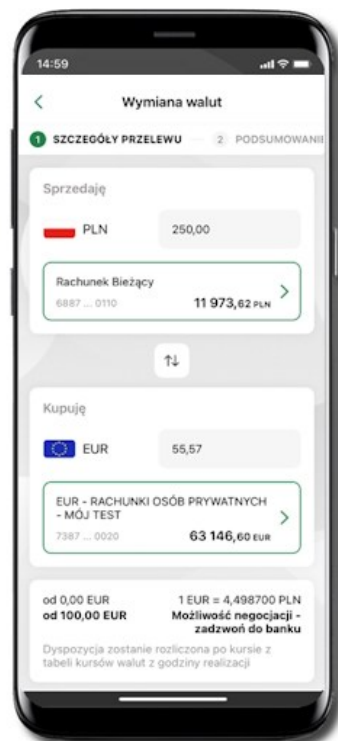 14:59
Wymiana walut
1 SZCZEGÓŁY PRZELEWU 2 PODSUMOWANIE
Sprzedaję
PLN 250,00
Rachunek Bieżący
6887 ... 0110 11 973,62 PLN
Kupuję
EUR 55,57
EUR - RACHUNKI OSÓB PRYWATNYCH
- MÓJ TEST
7387 ... 0020 63 146,60 EUR
od 0,00 EUR 1 EUR = 4,498700 PLN
od 100,00 EUR Możliwość negocjacji -
zadzwoń do banku
Dyspozycja zostanie rozliczona po kursie z
tabeli kursów walut z godziny realizacji